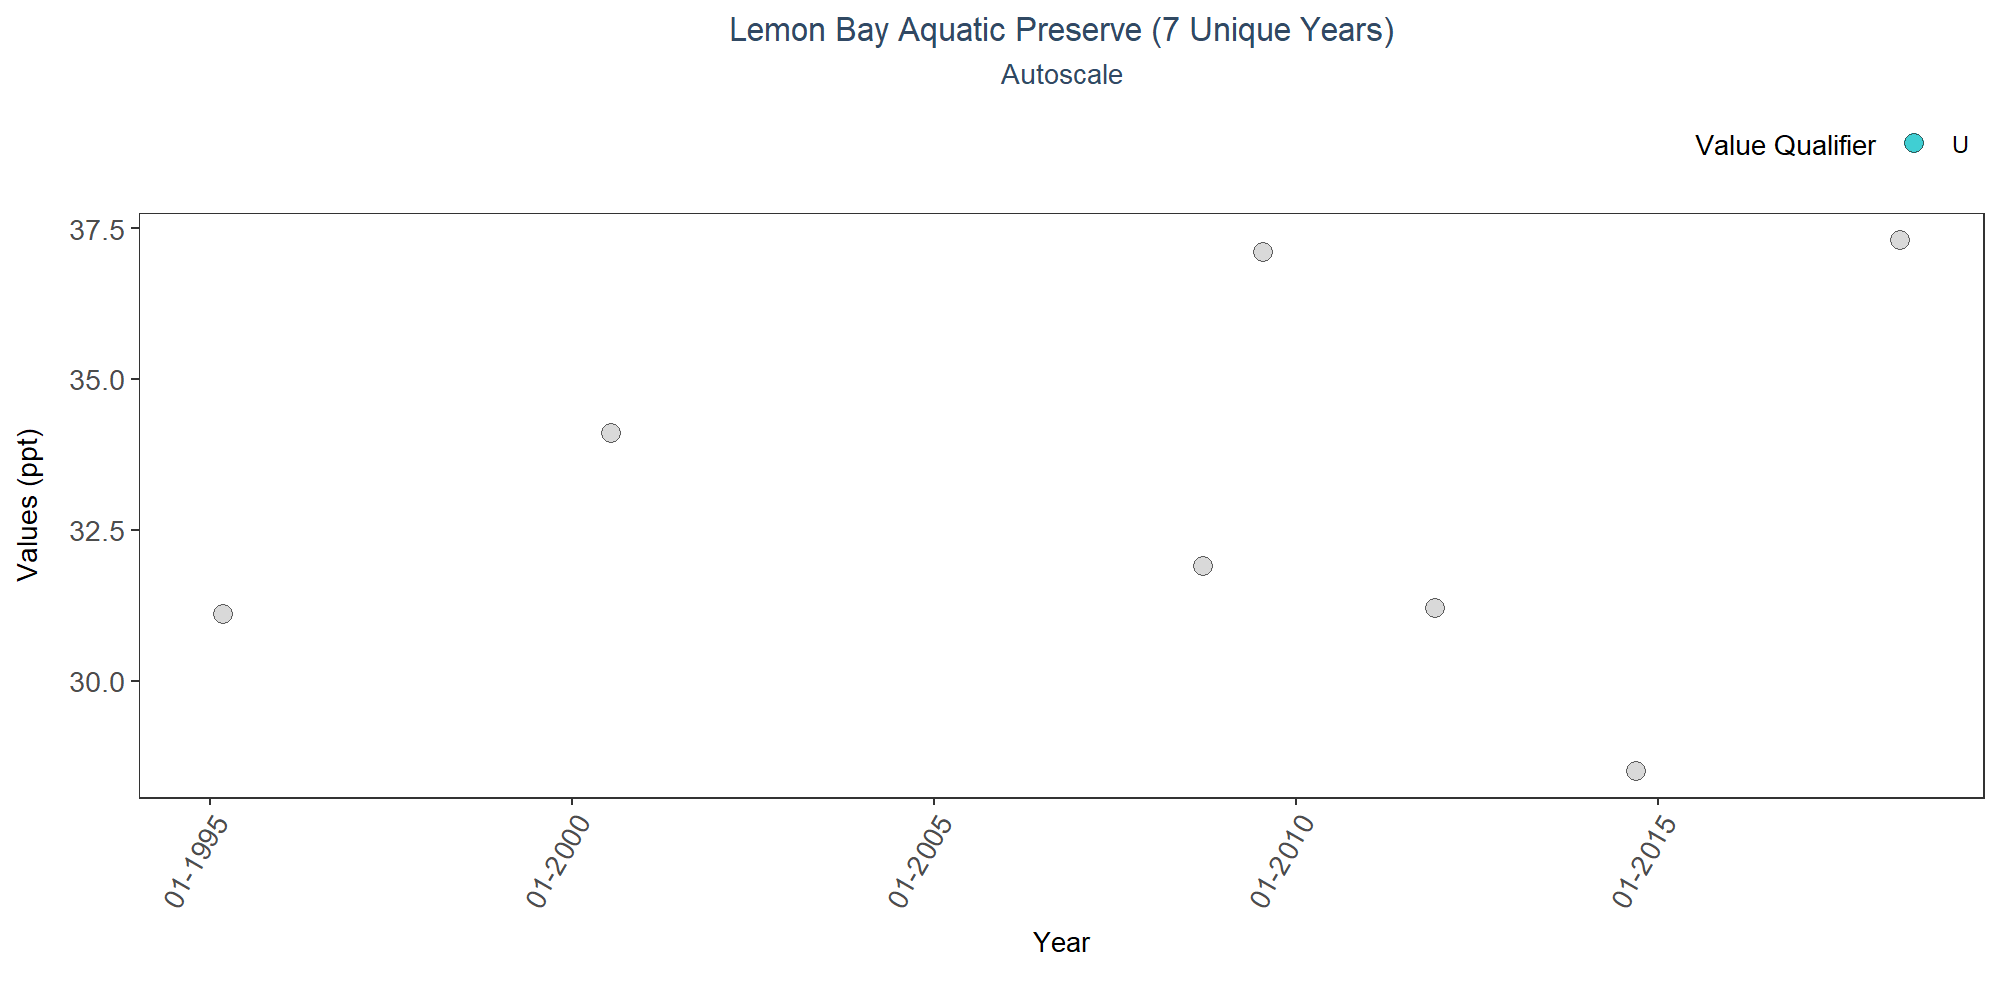 Lemon Bay Aquatic Preserve (7 Unique Years)
Autoscale
Value Qualifier U
37.5
35.0
32.5
30.0
Values (ppt)
01-1995 01-2000 01-2005 01-2010 01-2015
Year